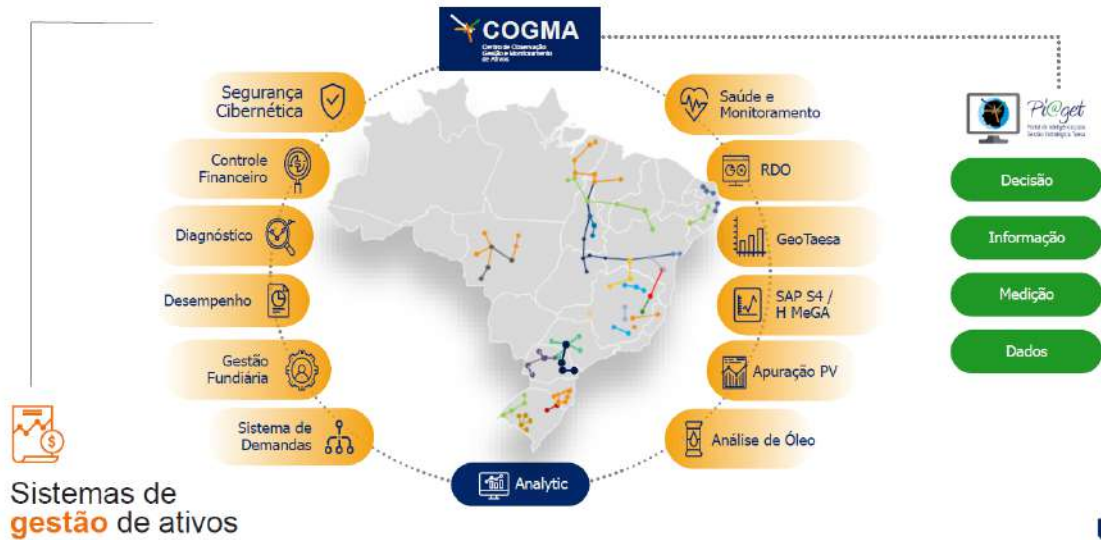 COGMA
Centro de Observação
Gestão e Monitoramento
de Ativos
Segurança
Cibernética
Controle
Financeiro
Diagnóstico
Desempenho
Gestão
Fundiária
Sistema de
Demandas
Saúde e
Monitoramento
RDO
GeoTaesa
SAP S4 /
H MeGA
Apuração PV
Análise de Óleo
Analytic
Pi@get
Decisão
Informação
Medição
Dados
Sistemas de
gestão de ativos